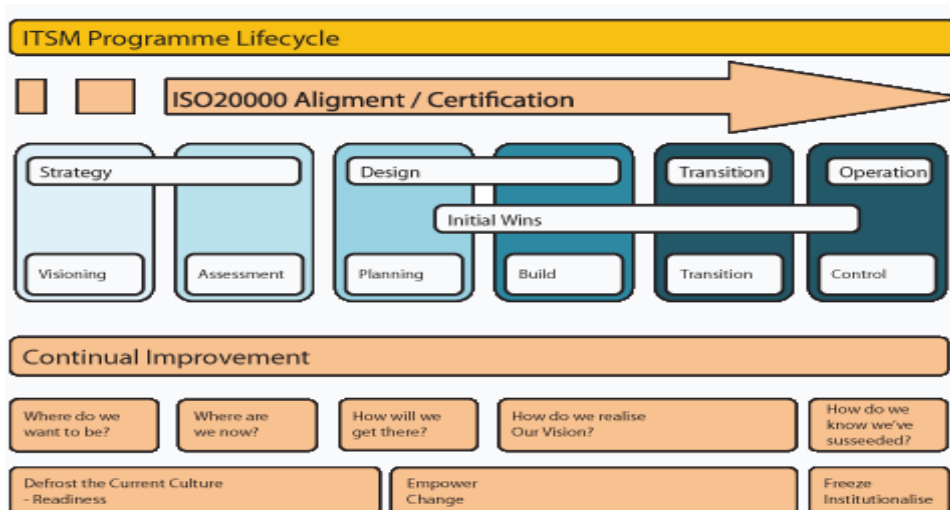 ITSM Programme Lifecycle
ISO20000 Aligment / Certification
Strategy
Design
Transition
Operation
Initial Wins
Visioning
Assessment
Planning
Build
Transition
Control
Continual Improvement
Where do we
want to be?
Where are
we now?
How will we
get there?
How do we realise
Our Vision?
How do we
know we've
susseeded?
Defrost the Current Culture
- Readiness
Empower
Change
Freeze
Institutionalise